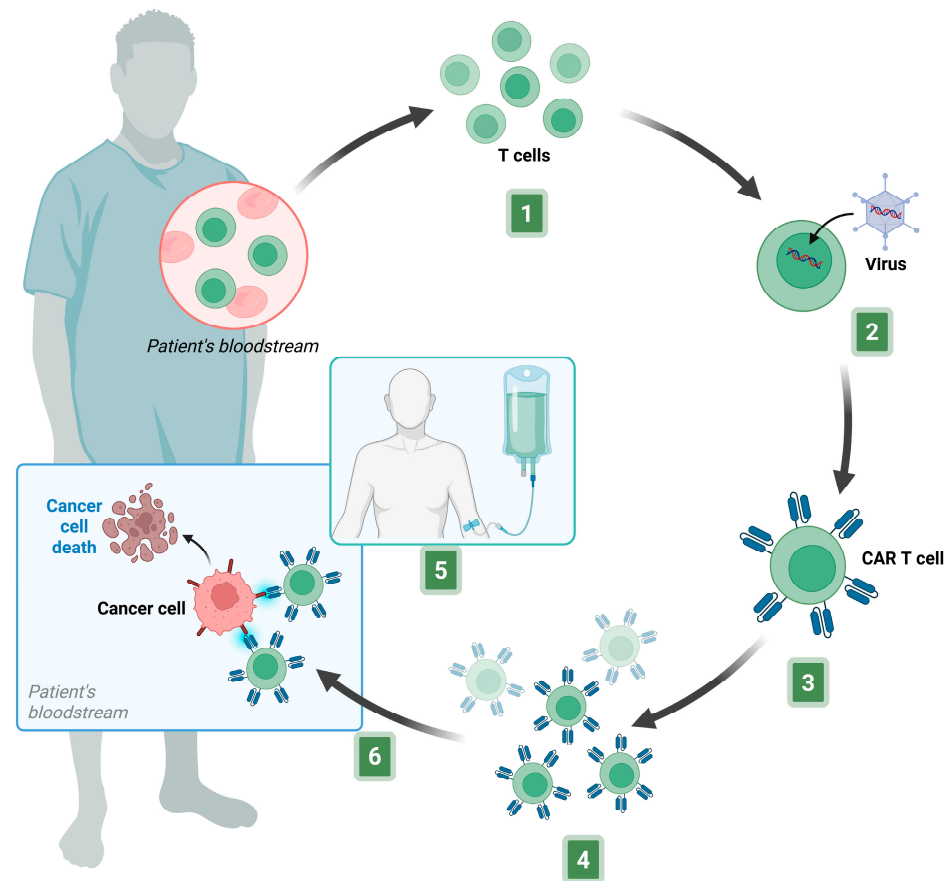 T cells
1
Virus
2
Patient's bloodstream
CAR T cell
3
4
5
Cancer
cell
death
Cancer cell
Patient's
bloodstream
6